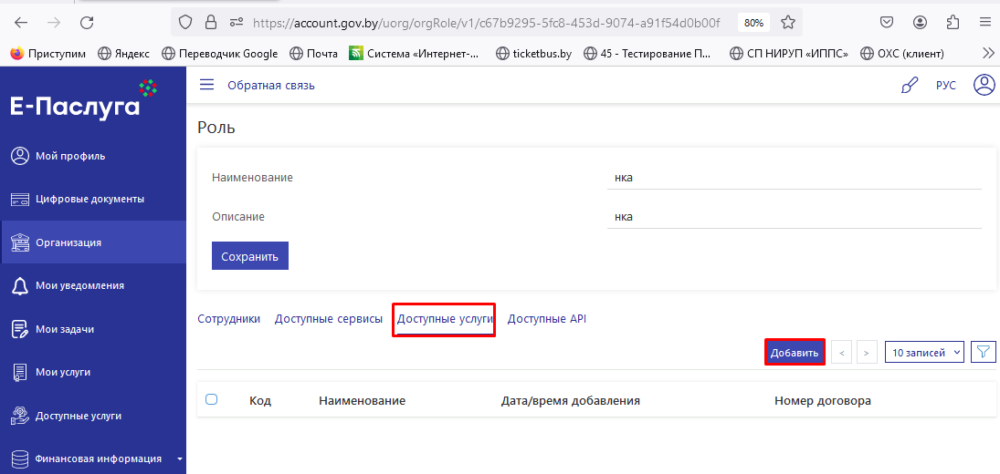 https://account.gov.by/uorg/orgRole/v1/c67b9295-5fc8-453d-9074-a91f54d0b00f 80%
Приступим Яндекс Переводчик Google Почта Система «Интернет-... ticketbus.by 45 - Тестирование П... СП НИРУП «ИППС» ОХС (клиент)
Е-Паслуга
Обратная связь РУС
Роль
Мой профиль
Цифровые документы
Организация
Мои уведомления
Мои задачи
Мои услуги
Доступные услуги
Финансовая информация
Наименование нка
Описание нка
Сохранить
Сотрудники Доступные сервисы Доступные услуги Доступные API
Добавить < > 10 записей
Код Наименование Дата/время добавления Номер договора